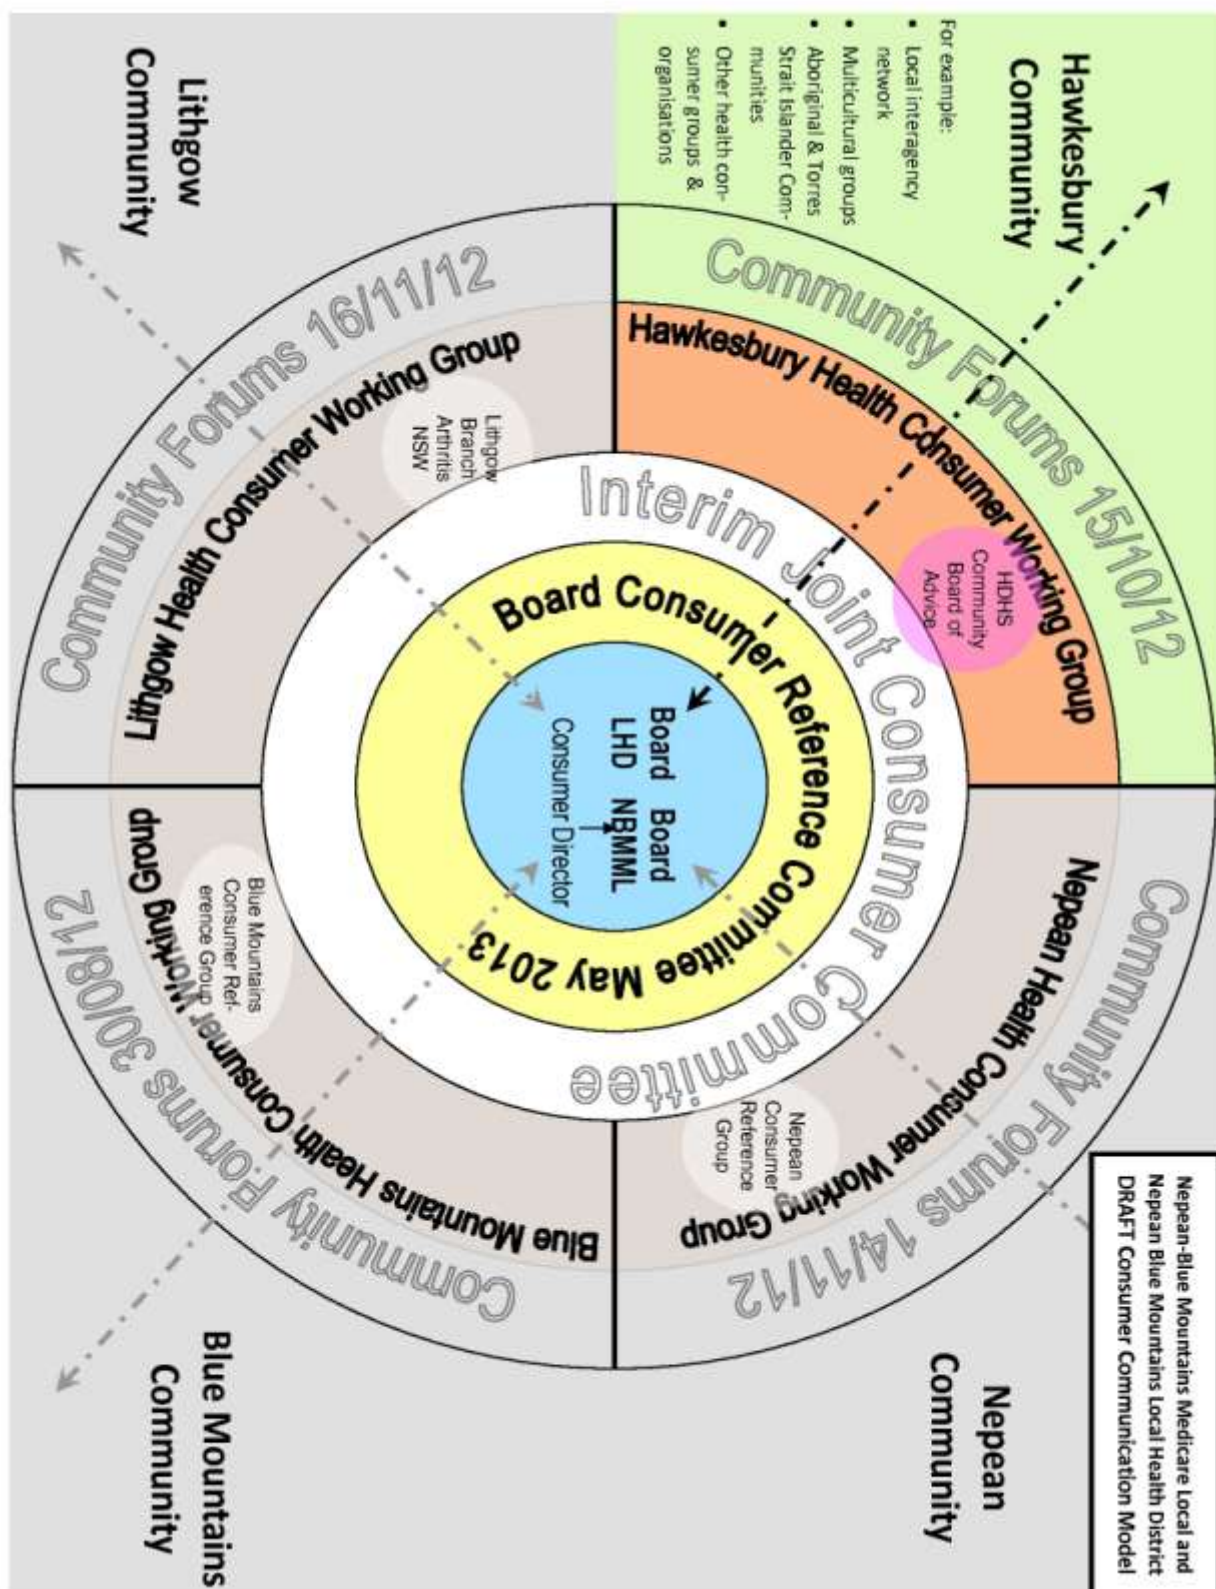 Nepean-Blue Mountains Medicare Local and
Nepean Blue Mountains Local Health District
DRAFT Consumer Communication Model
Hawkesbury
Community
For example:
• Local interagency
network
• Multicultural groups
• Aboriginal & Torres
Strait Islander Com-
munities
• Other health con-
sumer groups &
organisations
Nepean
Community
Lithgow
Community
Blue Mountains
Community
Community Forums 15/10/12
Hawkesbury Health Consumer Working Group
HDHS
Community
Board of
Advice
Community Forums 14/11/12
Nepean Health Consumer Working Group
Nepean
Consumer
Reference
Group
Community Forums 16/11/12
Lithgow Health Consumer Working Group
Lithgow
Branch
Arthritis
NSW
Community Forums 30/08/12
Blue Mountains Health Consumer Working Group
Blue Mountains
Consumer Ref-
erence Group
Interim Joint Consumer Committee
Board Consumer Reference Committee May 2013
Board Board
LHD NBMML
Consumer Director